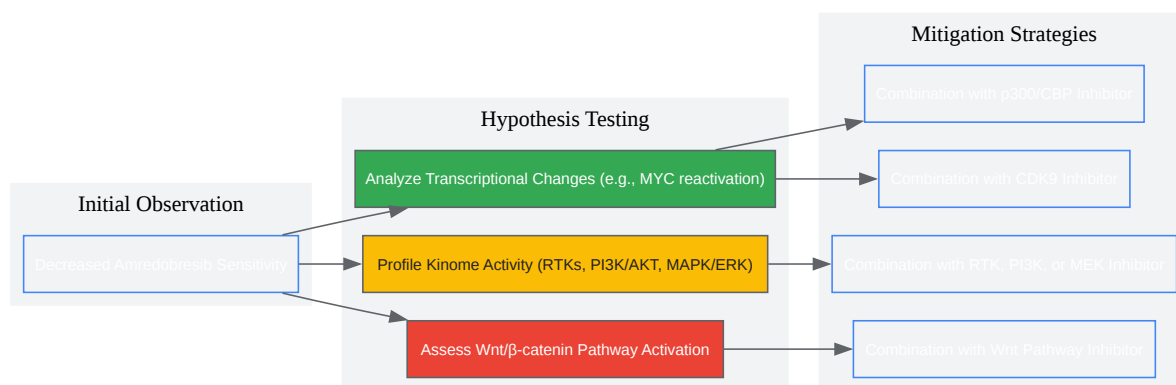 Initial Observation
Decreased Amredobresib Sensitivity
Hypothesis Testing
Analyze Transcriptional Changes (e.g., MYC reactivation)
Profile Kinome Activity (RTKs, PI3K/AKT, MAPK/ERK)
Assess Wnt/β-catenin Pathway Activation
Mitigation Strategies
Combination with p300/CBP Inhibitor
Combination with CDK9 Inhibitor
Combination with RTK, PI3K, or MEK Inhibitor
Combination with Wnt Pathway Inhibitor